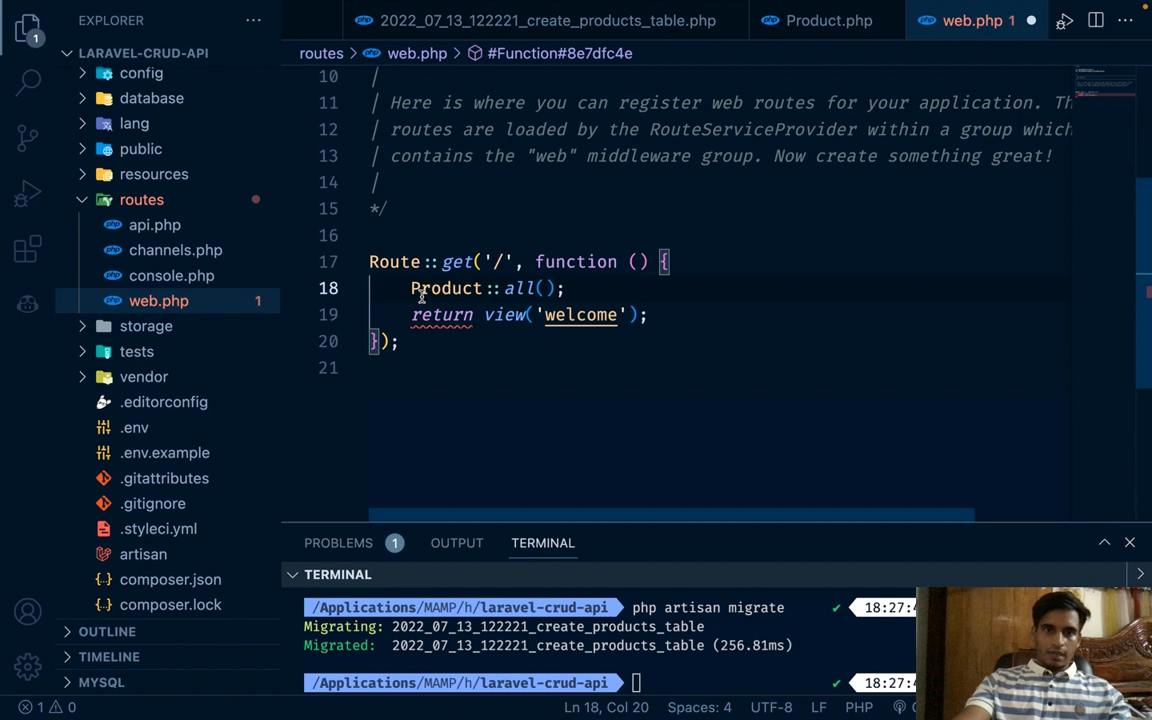 EXPLORER
2022_07_13_122221_create_products_table.php
Product.php
web.php 1
1
LARAVEL-CRUD-API
routes > web.php > #Function#8e7dfc4e
config
database
lang
public
resources
routes
api.php
channels.php
console.php
web.php 1
storage
tests
vendor
.editorconfig
.env
.env.example
.gitattributes
.gitignore
.styleci.yml
artisan
composer.json
composer.lock
OUTLINE
TIMELINE
MYSQL
10 /
11 | Here is where you can register web routes for your application. Th
12 | routes are loaded by the RouteServiceProvider within a group which
13 | contains the "web" middleware group. Now create something great!
14 |
15 */
16
17 Route::get('/', function () {
18 Product::all();
19 return view('welcome');
20 });
21
PROBLEMS 1 OUTPUT TERMINAL
TERMINAL
/Applications/MAMP/h/laravel-crud-api php artisan migrate ✔ 18:27:4
Migrating: 2022_07_13_122221_create_products_table
Migrated: 2022_07_13_122221_create_products_table (256.81ms)
/Applications/MAMP/h/laravel-crud-api ✔ 18:27:4
1 0 Ln 18, Col 20 Spaces: 4 UTF-8 LF PHP